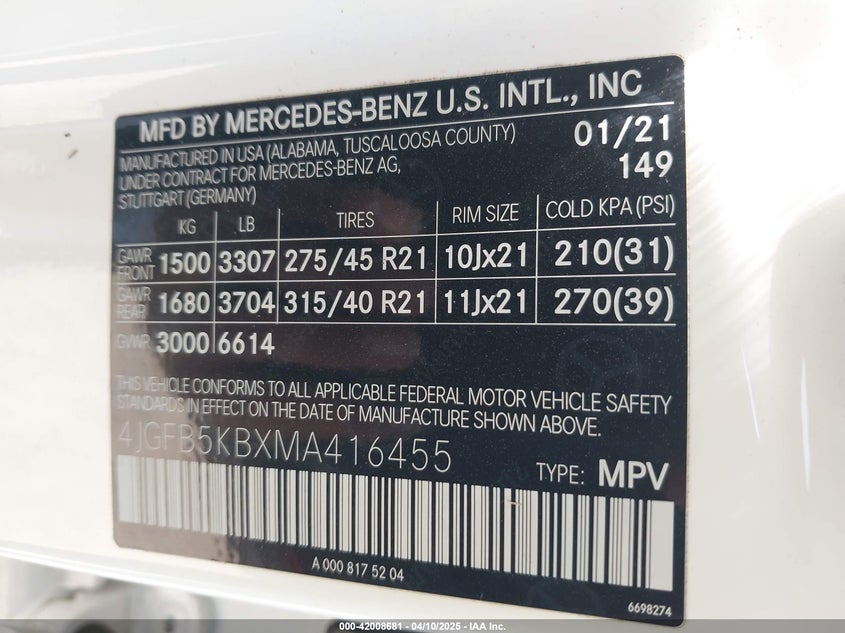 MFD BY MERCEDES-BENZ U.S. INTL., INC
MANUFACTURED IN USA (ALABAMA, TUSCALOOSA COUNTY) 01/21
UNDER CONTRACT FOR MERCEDES-BENZ AG, 149
STUTTGART (GERMANY)
KG LB TIRES RIM SIZE COLD KPA (PSI)
GAWR FRONT 1500 3307 275/45 R21 10Jx21 210(31)
GAWR REAR 1680 3704 315/40 R21 11Jx21 270(39)
GVWR 3000 6614
THIS VEHICLE CONFORMS TO ALL APPLICABLE FEDERAL MOTOR VEHICLE SAFETY
STANDARDS IN EFFECT ON THE DATE OF MANUFACTURE SHOWN ABOVE.
4JGFB5KBXMA416455
TYPE: MPV
A 000 817 52 04
6698274
000-42008681 - 04/10/2025 - IAA Inc.